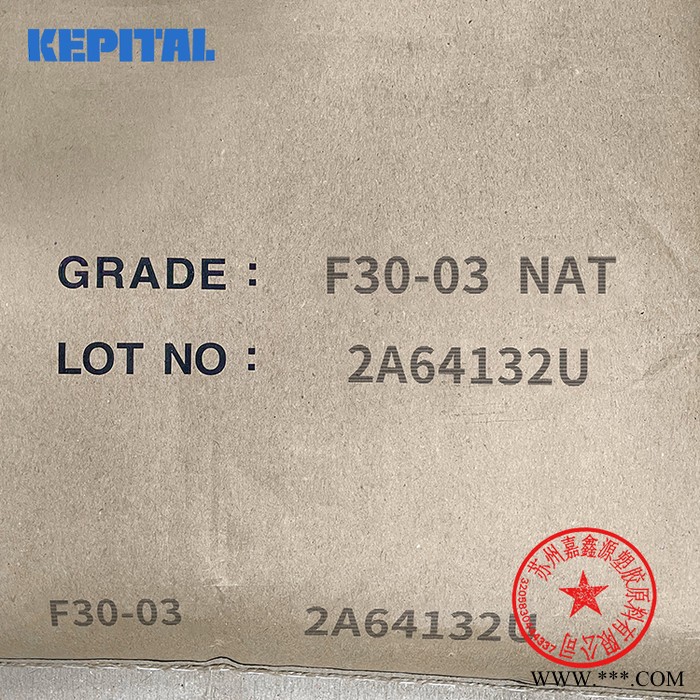 KEPITAL
GRADE : F30-03 NAT
LOT NO : 2A64132U
F30-03 2A64132U
苏州嘉鑫源塑胶原料有限公司
WWW.***.COM